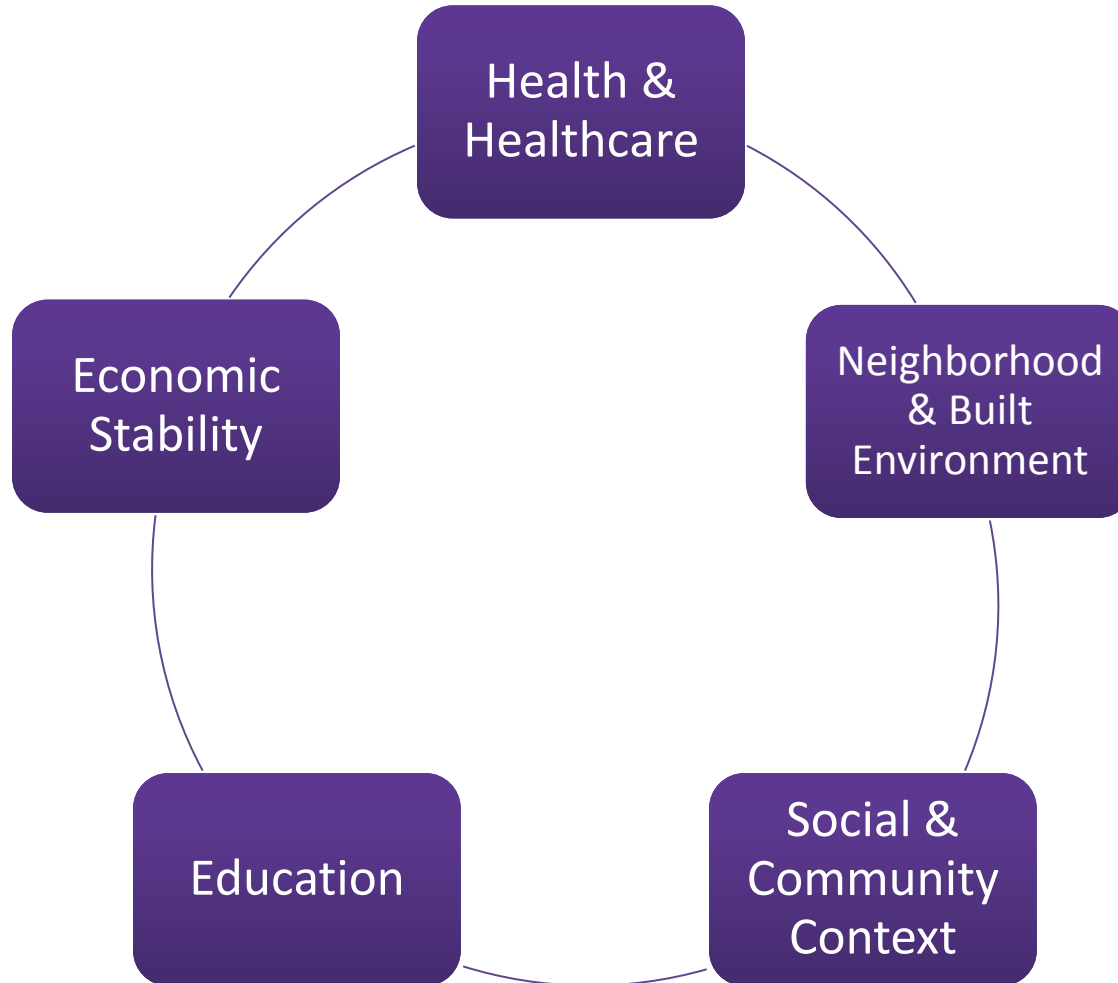 Health &
Healthcare
Economic
Stability
Neighborhood
& Built
Environment
Education
Social &
Community
Context